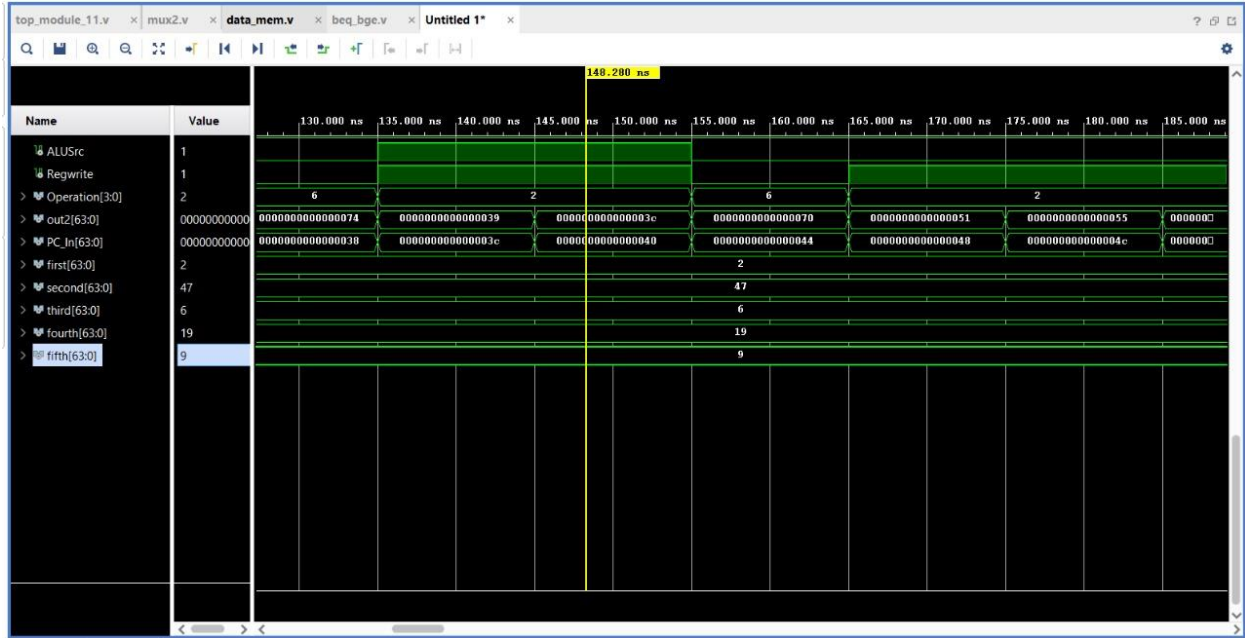 top_module_11.v × mux2.v × data_mem.v × beq_bge.v × Untitled 1* × ?
148.280 ns
Name Value 130.000 ns 135.000 ns 140.000 ns 145.000 ns 150.000 ns 155.000 ns 160.000 ns 165.000 ns 170.000 ns 175.000 ns 180.000 ns 185.000 ns
ALUSrc 1
Regwrite 1
Operation[3:0] 2 6 2 6 2
out2[63:0] 00000000000 0000000000000074 0000000000000039 000000000000003c 0000000000000070 0000000000000051 0000000000000055 000000
PC_In[63:0] 00000000000 0000000000000038 000000000000003c 0000000000000040 0000000000000044 0000000000000048 000000000000004c 000000
first[63:0] 2 2
second[63:0] 47 47
third[63:0] 6 6
fourth[63:0] 19 19
fifth[63:0] 9 9